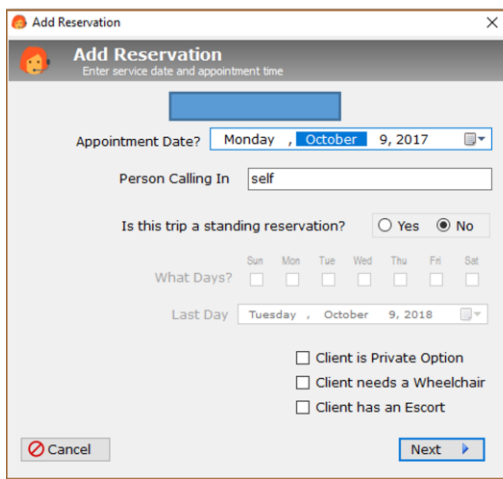 Add Reservation
Add Reservation
Enter service date and appointment time
Appointment Date? Monday , October 9, 2017
Person Calling In self
Is this trip a standing reservation? Yes No
Sun Mon Tue Wed Thu Fri Sat
What Days?
Last Day Tuesday , October 9, 2018
Client is Private Option
Client needs a Wheelchair
Client has an Escort
Cancel Next